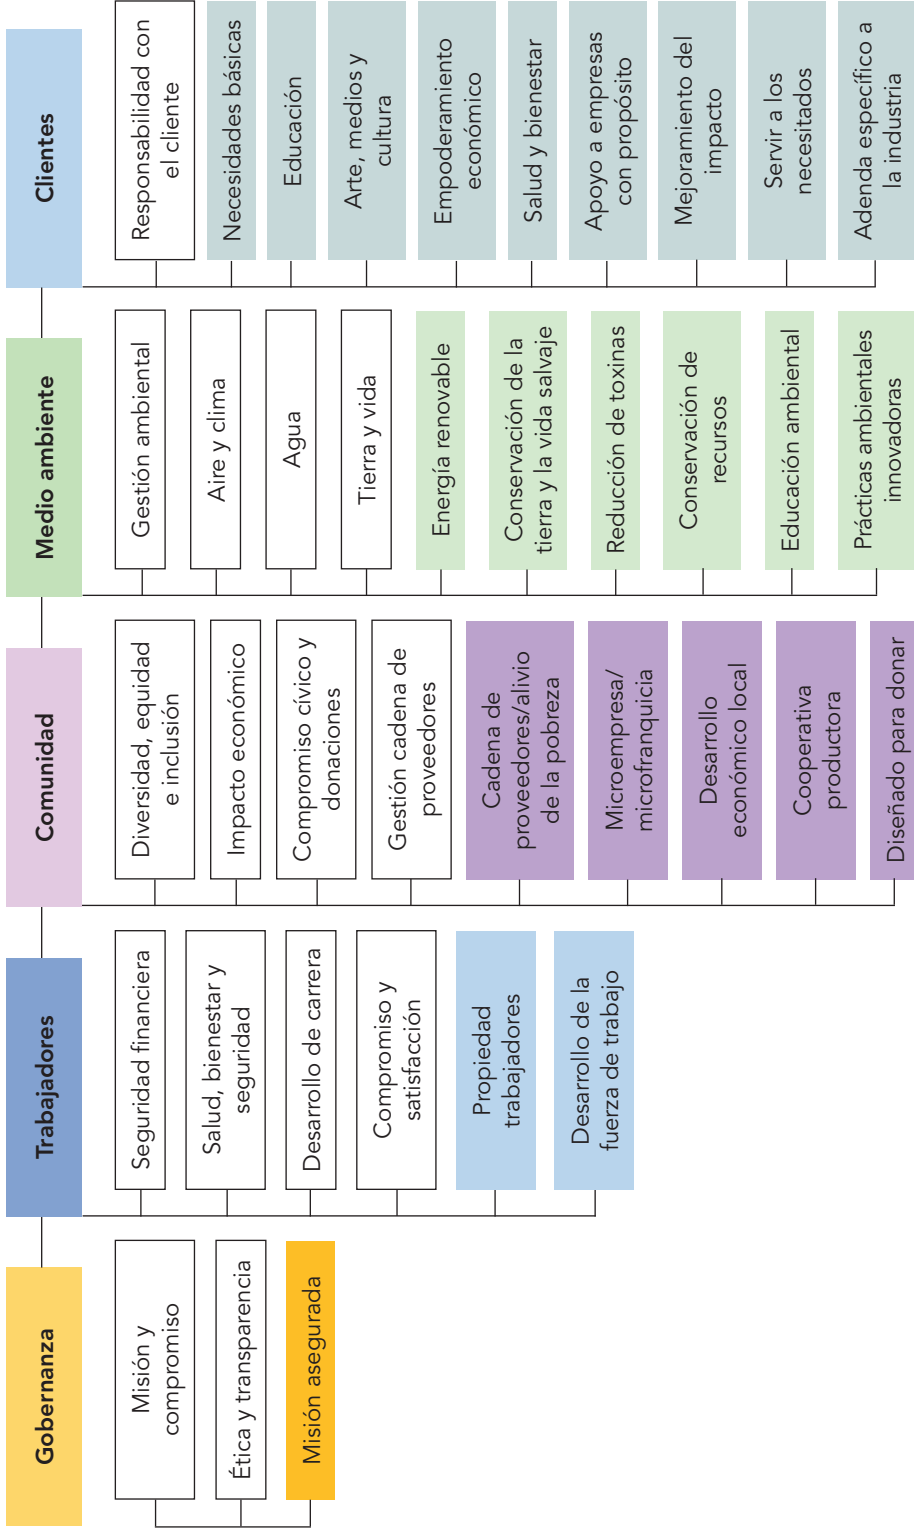 Gobernanza
Misión y
compromiso
Ética y transparencia
Misión asegurada
Trabajadores
Seguridad financiera
Salud, bienestar y
seguridad
Desarrollo de carrera
Compromiso y
satisfacción
Propiedad
trabajadores
Desarrollo de la
fuerza de trabajo
Comunidad
Diversidad, equidad
e inclusión
Impacto económico
Compromiso cívico y
donaciones
Gestión cadena de
proveedores
Cadena de
proveedores/alivio
de la pobreza
Microempresa/
microfranquicia
Desarrollo
económico local
Cooperativa
productora
Diseñado para donar
Medio ambiente
Gestión ambiental
Aire y clima
Agua
Tierra y vida
Energía renovable
Conservación de la
tierra y la vida salvaje
Reducción de toxinas
Conservación de
recursos
Educación ambiental
Prácticas ambientales
innovadoras
Clientes
Responsabilidad con
el cliente
Necesidades básicas
Educación
Arte, medios y
cultura
Empoderamiento
económico
Salud y bienestar
Apoyo a empresas
con propósito
Mejoramiento del
impacto
Servir a los
necesitados
Adenda específico a
la industria